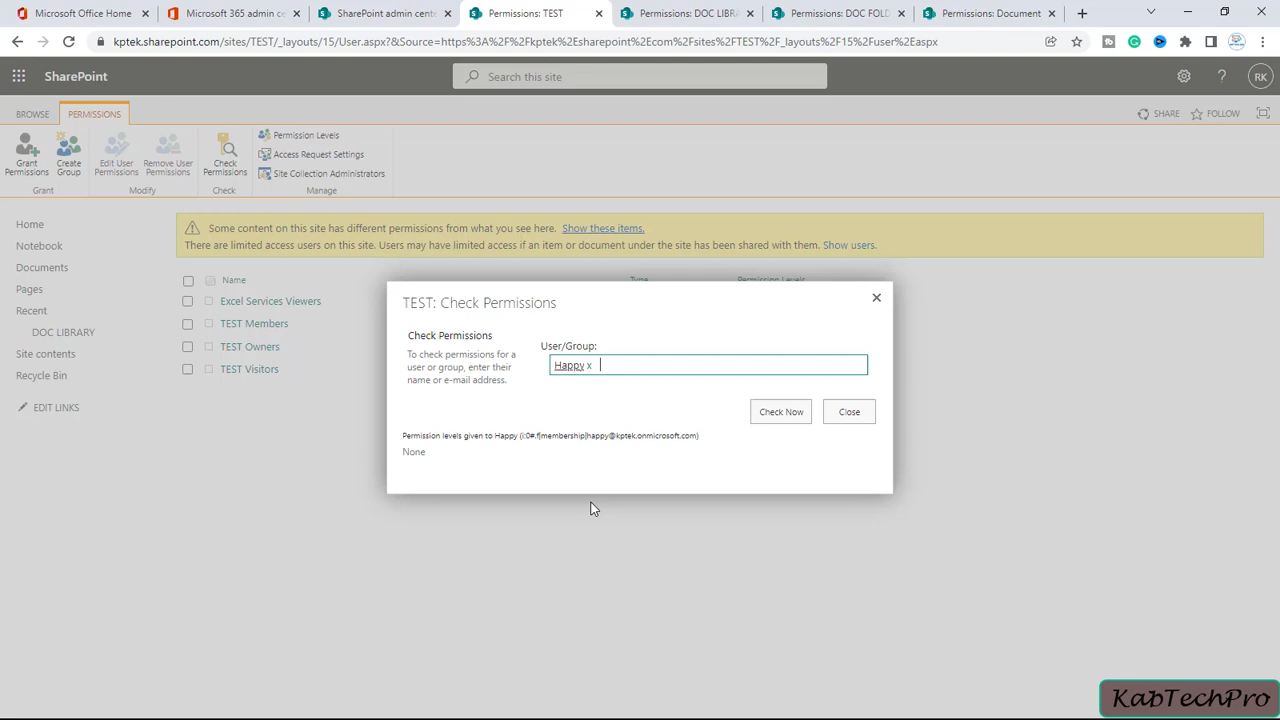 Microsoft Office Home
Microsoft 365 admin ce
SharePoint admin cente
Permissions: TEST
Permissions: DOC LIBRA
Permissions: DOC FOLD
Permissions: Document
kptek.sharepoint.com/sites/TEST/_layouts/15/User.aspx?&Source=https%3A%2F%2Fkptek%2Esharepoint%2Ecom%2Fsites%2FTEST%2F_layouts%2F15%2Fuser%2Easpx
SharePoint
Search this site
RK
BROWSE
PERMISSIONS
SHARE
FOLLOW
Grant Permissions
Create Group
Edit User Permissions
Remove User Permissions
Check Permissions
Permission Levels
Access Request Settings
Site Collection Administrators
Grant
Modify
Check
Manage
Home
Notebook
Documents
Pages
Recent
DOC LIBRARY
Site contents
Recycle Bin
EDIT LINKS
Some content on this site has different permissions from what you see here. Show these items.
There are limited access users on this site. Users may have limited access if an item or document under the site has been shared with them. Show users.
Name
Type
Permission Levels
Excel Services Viewers
TEST Members
TEST Owners
TEST Visitors
TEST: Check Permissions
Check Permissions
To check permissions for a
user or group, enter their
name or e-mail address.
User/Group:
Happy x
Check Now
Close
Permission levels given to Happy (i:0#.f|membership|happy@kptek.onmicrosoft.com)
None
KabTechPro